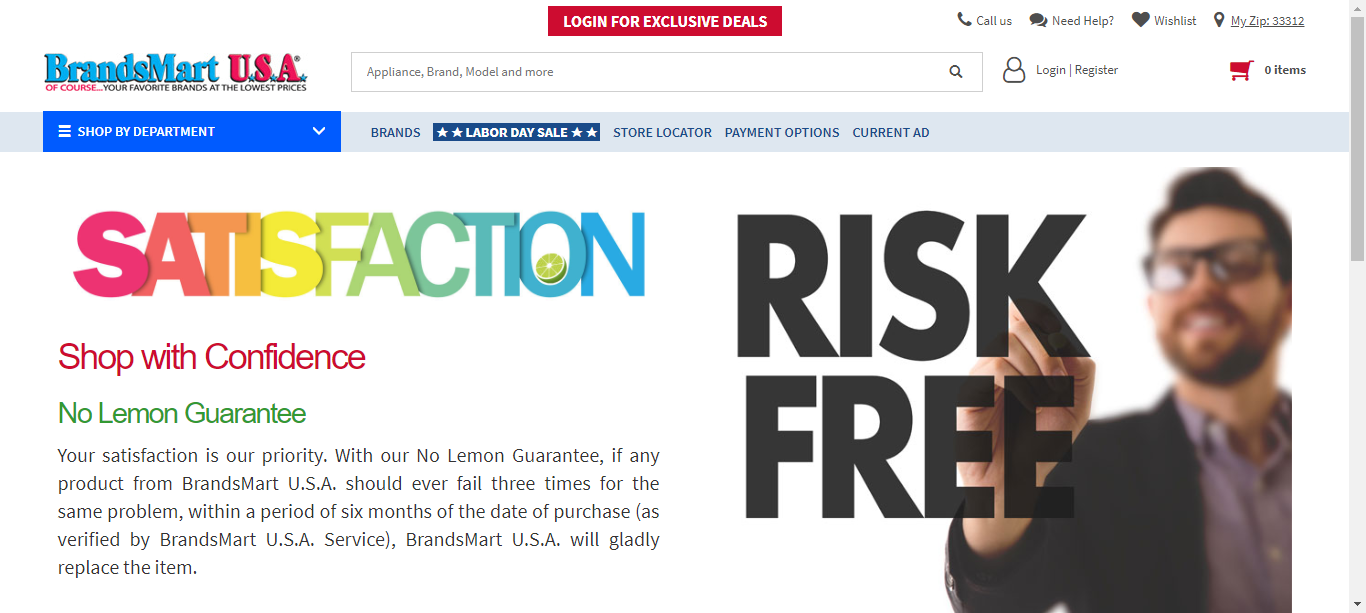 LOGIN FOR EXCLUSIVE DEALS
Call us
Need Help?
Wishlist
My Zip: 33312
BrandsMart U.S.A.®
OF COURSE...YOUR FAVORITE BRANDS AT THE LOWEST PRICES
Appliance, Brand, Model and more
Login | Register
0 items
SHOP BY DEPARTMENT
BRANDS
★ ★ LABOR DAY SALE ★ ★
STORE LOCATOR
PAYMENT OPTIONS
CURRENT AD
SATISFACTION
Shop with Confidence
No Lemon Guarantee
Your satisfaction is our priority. With our No Lemon Guarantee, if any
product from BrandsMart U.S.A. should ever fail three times for the
same problem, within a period of six months of the date of purchase (as
verified by BrandsMart U.S.A. Service), BrandsMart U.S.A. will gladly
replace the item.
RISK
FREE